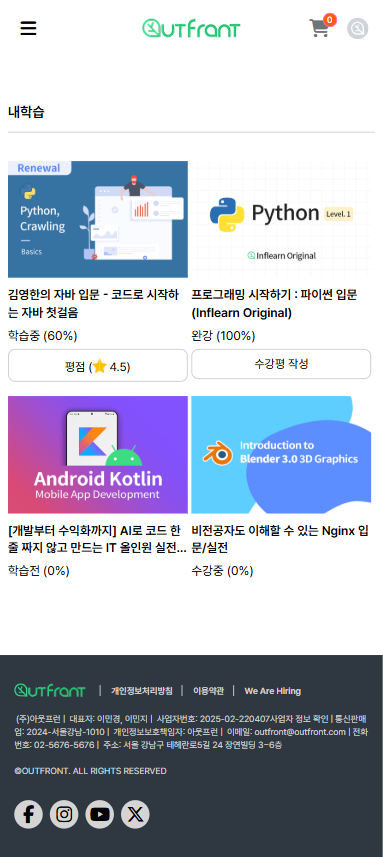 OUTFRANT
0
내학습
Renewal
Python,
Crawling
Basics
Python Level. 1
Inflearn Original
김영한의 자바 입문 - 코드로 시작하
는 자바 첫걸음
프로그래밍 시작하기 : 파이썬 입문
(Inflearn Original)
학습중 (60%)
완강 (100%)
평점 (⭐ 4.5)
수강평 작성
Android Kotlin
Mobile App Development
Introduction to
Blender 3.0 3D Graphics
[개발부터 수익화까지] AI로 코드 한
줄 짜지 않고 만드는 IT 올인원 실전...
비전공자도 이해할 수 있는 Nginx 입
문/실전
학습전 (0%)
수강중 (0%)
OUTFRANT | 개인정보처리방침 | 이용약관 | We Are Hiring
(주)아웃프런 | 대표자: 이민경, 이민지 | 사업자번호: 2025-02-220407사업자 정보 확인 | 통신판매
업: 2024-서울강남-1010 | 개인정보보호책임자: 아웃프런 | 이메일: outfront@outfront.com | 전화
번호: 02-5676-5676 | 주소: 서울 강남구 테헤란로5길 24 장연빌딩 3-6층
©OUTFRONT. ALL RIGHTS RESERVED